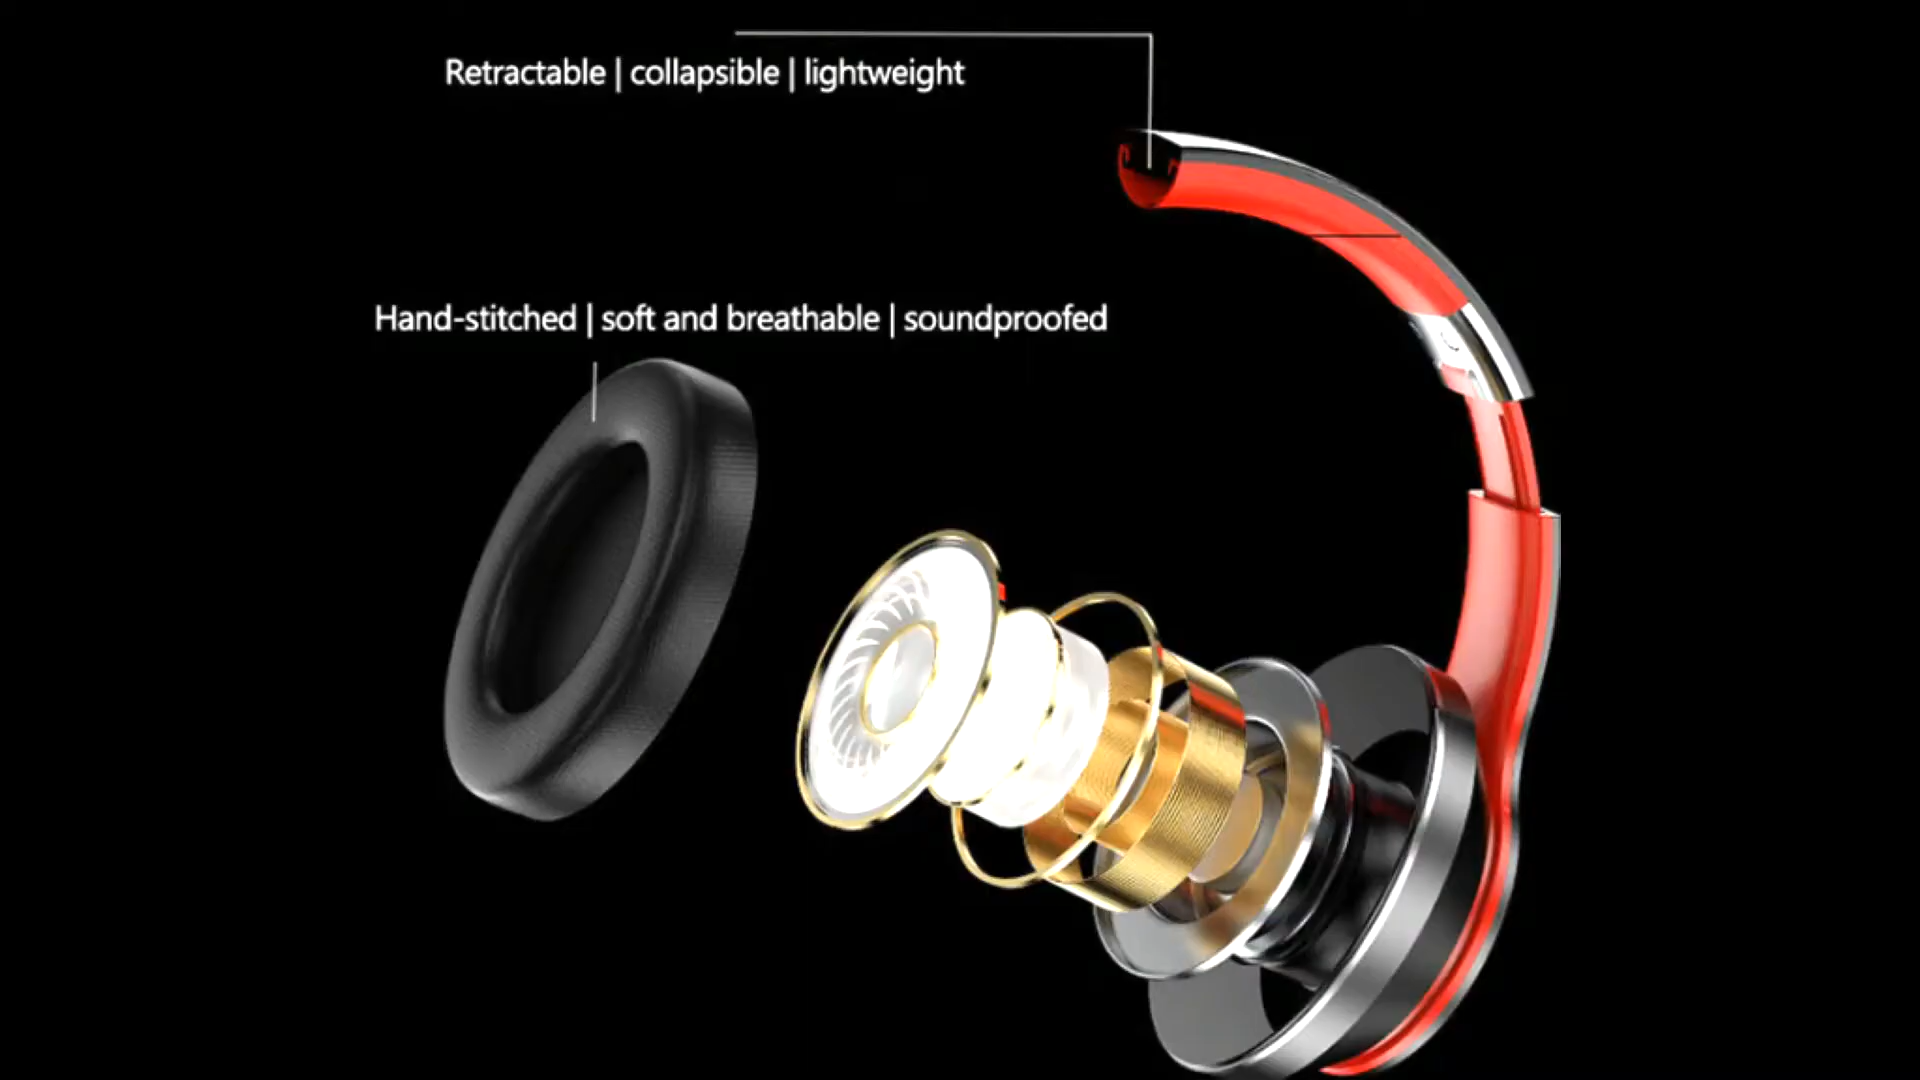 Retractable | collapsible | lightweight
Hand-stitched | soft and breathable | soundproofed